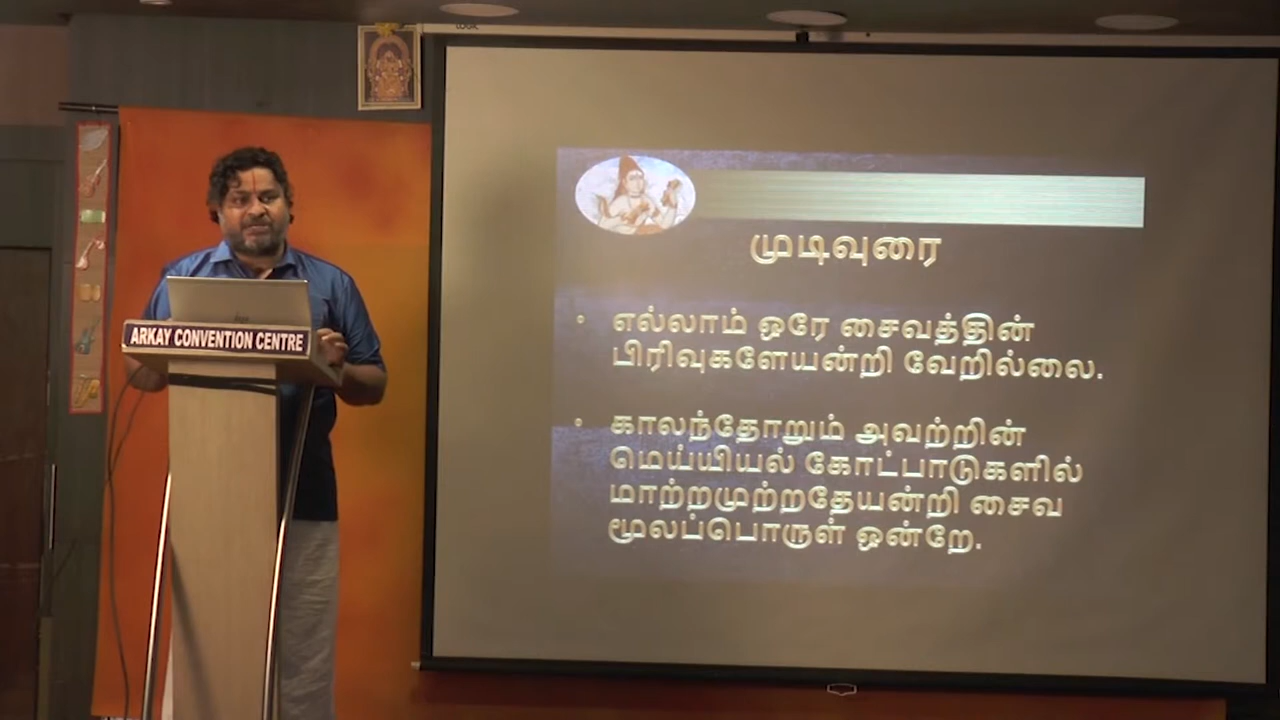 ARKAY CONVENTION CENTRE
முடிவுரை
எல்லாம் ஒரே சைவத்தின்
பிரிவுகளேயன்றி வேறில்லை.
காலந்தோறும் அவற்றின்
மெய்யியல் கோட்பாடுகளில்
மாற்றமுற்றதேயன்றி சைவ
மூலப்பொருள் ஒன்றே.